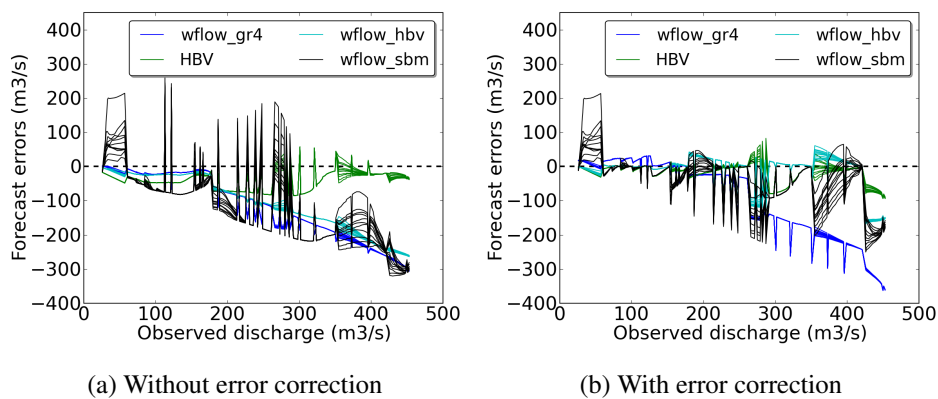 400
300
200
100
0
−100
−200
−300
−400
Forecast errors (m3/s)
wflow_gr4
HBV
wflow_hbv
wflow_sbm
0
100
200
300
400
500
Observed discharge (m3/s)
(a) Without error correction
400
300
200
100
0
−100
−200
−300
−400
Forecast errors (m3/s)
wflow_gr4
HBV
wflow_hbv
wflow_sbm
0
100
200
300
400
500
Observed discharge (m3/s)
(b) With error correction